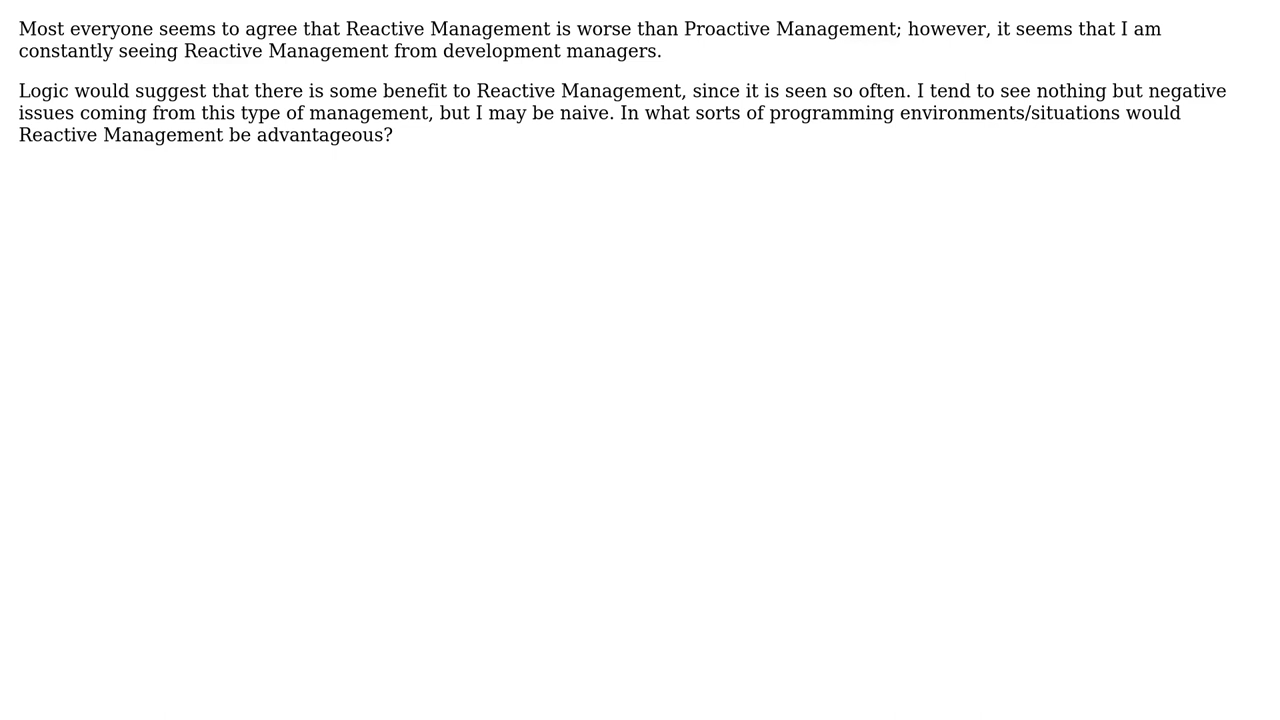 Most everyone seems to agree that Reactive Management is worse than Proactive Management; however, it seems that I am
constantly seeing Reactive Management from development managers.
Logic would suggest that there is some benefit to Reactive Management, since it is seen so often. I tend to see nothing but negative
issues coming from this type of management, but I may be naive. In what sorts of programming environments/situations would
Reactive Management be advantageous?